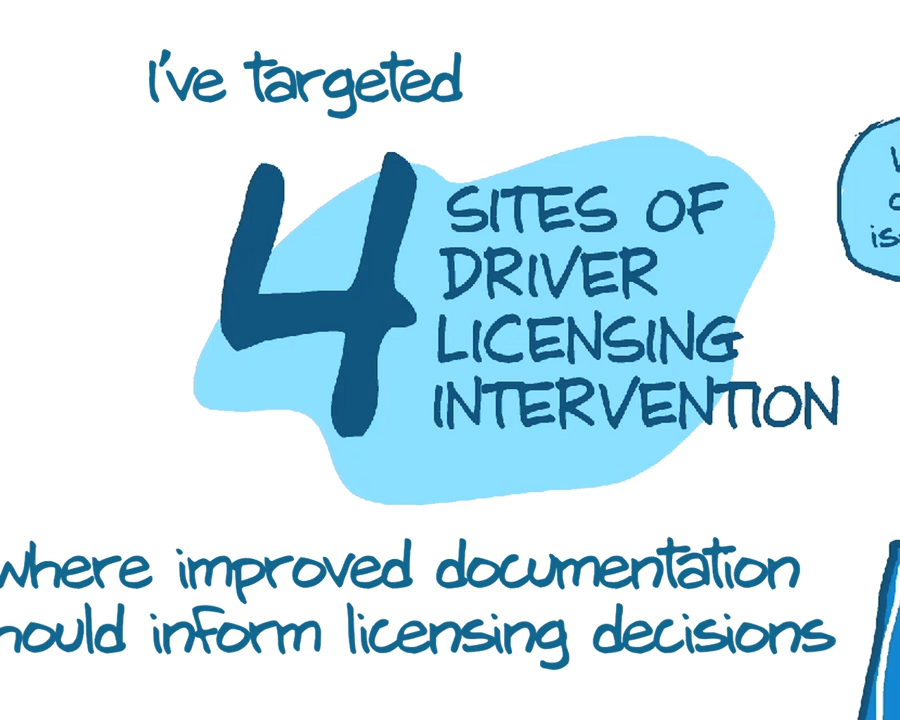 I've targeted
4 SITES OF
DRIVER
LICENSING
INTERVENTION
where improved documentation
hould inform licensing decisions